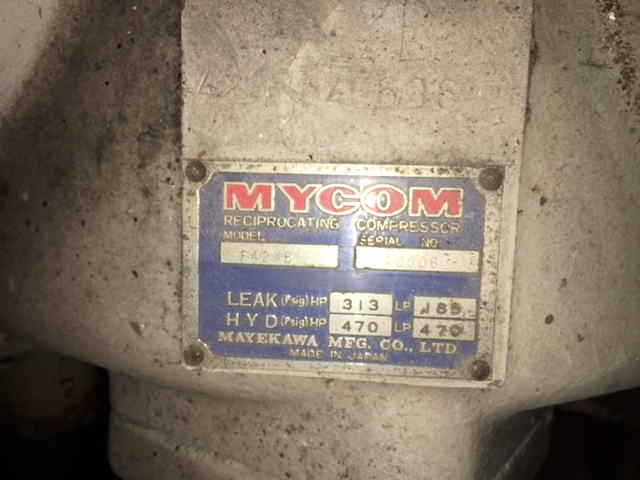 MYCOM
RECIPROCATING COMPRESSOR
MODEL SERIAL NO
F42WB
LEAK (Psig) HP 313 LP 185
HYD (Psig) HP 470 LP 470
MAYEKAWA MFG. CO., LTD.
MADE IN JAPAN